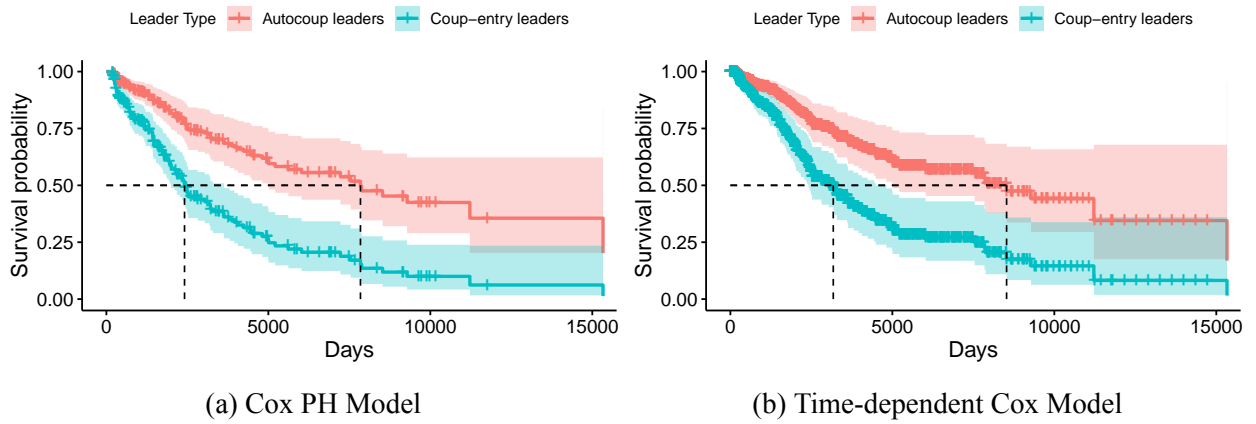 Leader Type Autocoup leaders Coup−entry leaders
1.00
0.75
0.50
0.25
0.00
Survival probability
0 5000 10000 15000
Days
(a) Cox PH Model
Leader Type Autocoup leaders Coup−entry leaders
1.00
0.75
0.50
0.25
0.00
Survival probability
0 5000 10000 15000
Days
(b) Time-dependent Cox Model